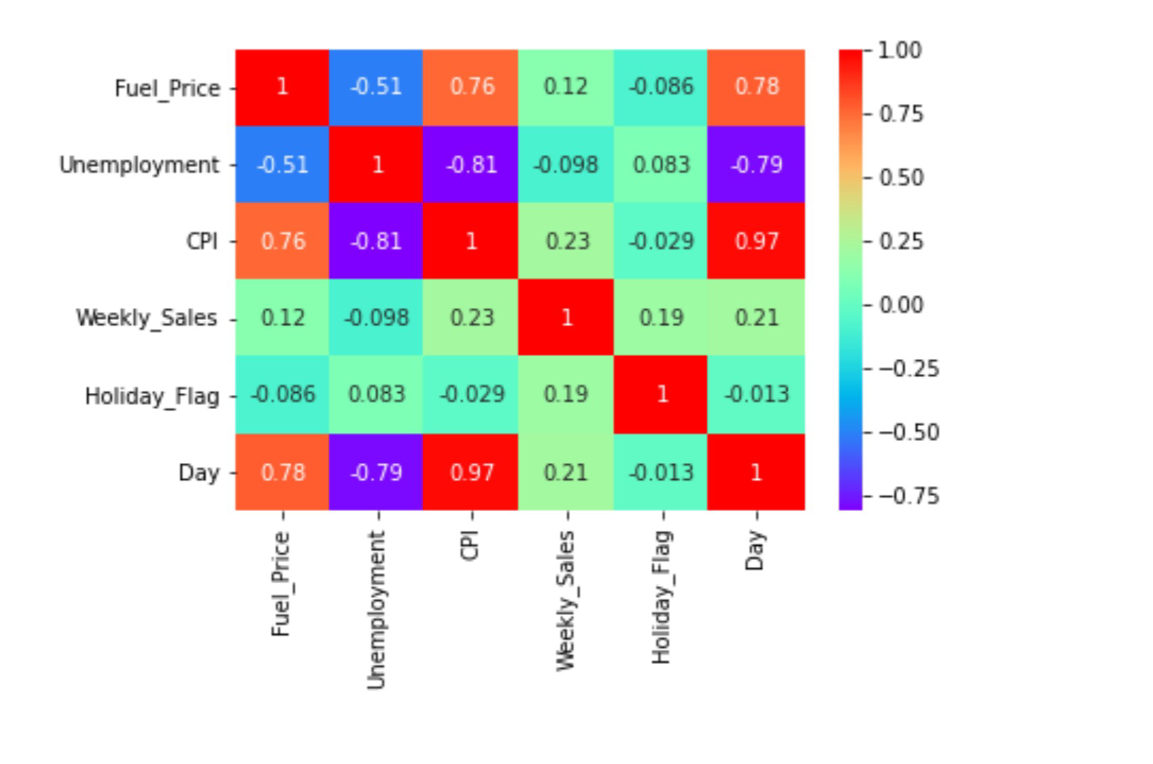 Fuel_Price 1 -0.51 0.76 0.12 -0.086 0.78
Unemployment -0.51 1 -0.81 -0.098 0.083 -0.79
CPI 0.76 -0.81 1 0.23 -0.029 0.97
Weekly_Sales 0.12 -0.098 0.23 1 0.19 0.21
Holiday_Flag -0.086 0.083 -0.029 0.19 1 -0.013
Day 0.78 -0.79 0.97 0.21 -0.013 1
Fuel_Price
Unemployment
CPI
Weekly_Sales
Holiday_Flag
Day
1.00
0.75
0.50
0.25
0.00
−0.25
−0.50
−0.75